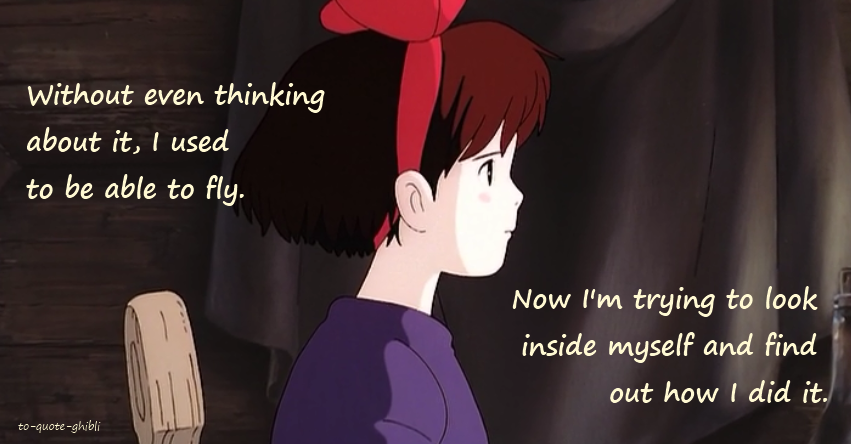 Without even thinking
about it, I used
to be able to fly.
Now I'm trying to look
inside myself and find
out how I did it.
to-quote-ghibli